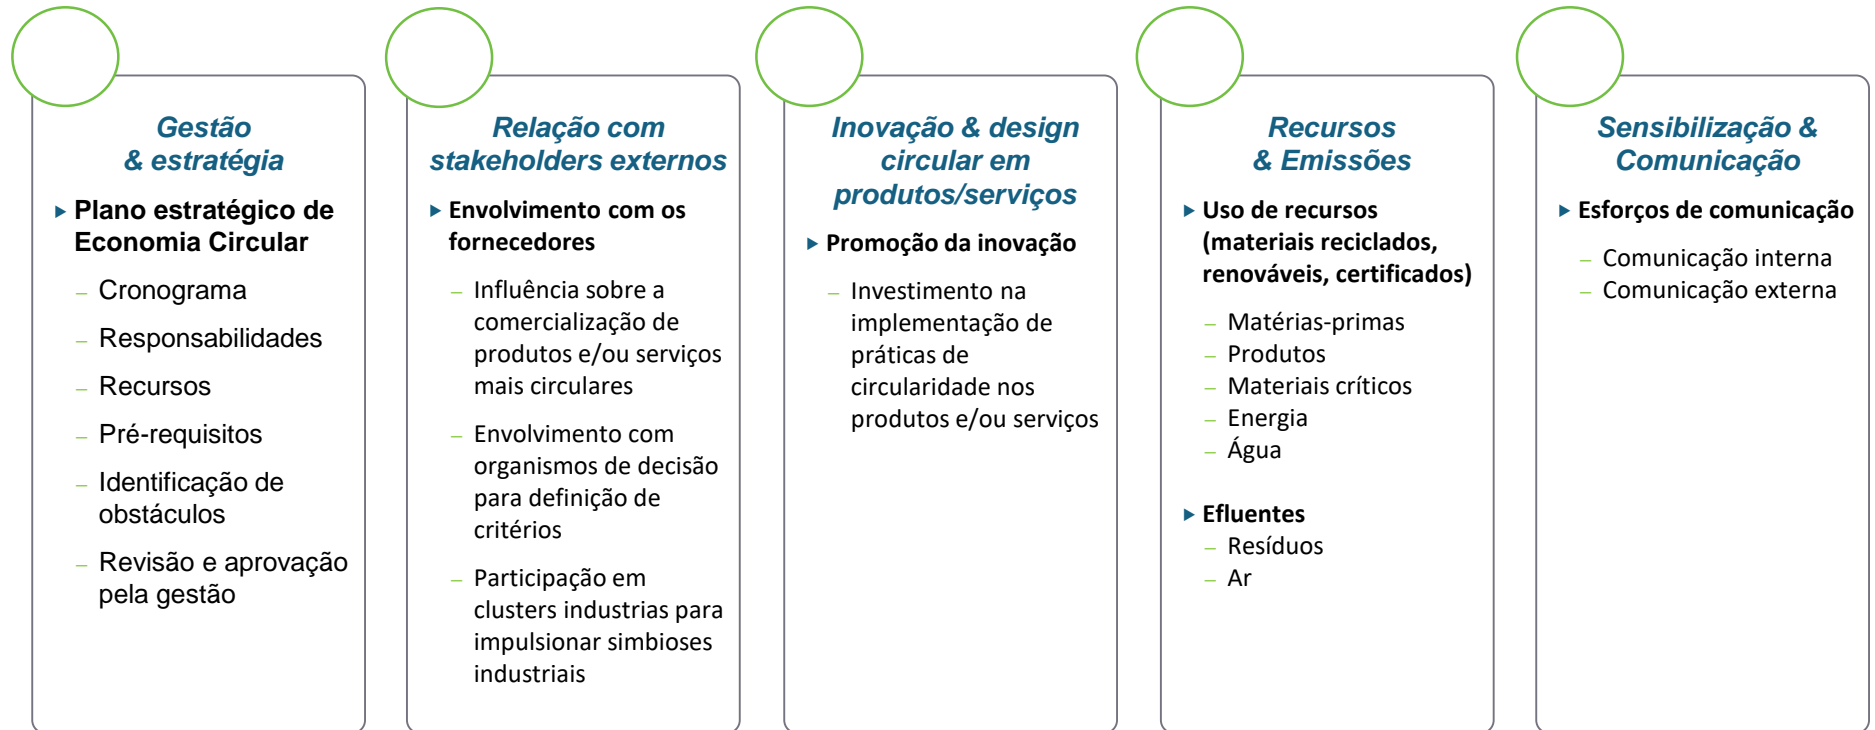 Gestão
& estratégia
▶ Plano estratégico de
Economia Circular
– Cronograma
– Responsabilidades
– Recursos
– Pré-requisitos
– Identificação de
obstáculos
– Revisão e aprovação
pela gestão
Relação com
stakeholders externos
▶ Envolvimento com os
fornecedores
– Influência sobre a
comercialização de
produtos e/ou serviços
mais circulares
– Envolvimento com
organismos de decisão
para definição de
critérios
– Participação em
clusters industrias para
impulsionar simbioses
industriais
Inovação & design
circular em
produtos/serviços
▶ Promoção da inovação
– Investimento na
implementação de
práticas de
circularidade nos
produtos e/ou serviços
Recursos
& Emissões
▶ Uso de recursos
(materiais reciclados,
renováveis, certificados)
– Matérias-primas
– Produtos
– Materiais críticos
– Energia
– Água
▶ Efluentes
– Resíduos
– Ar
Sensibilização &
Comunicação
▶ Esforços de comunicação
– Comunicação interna
– Comunicação externa